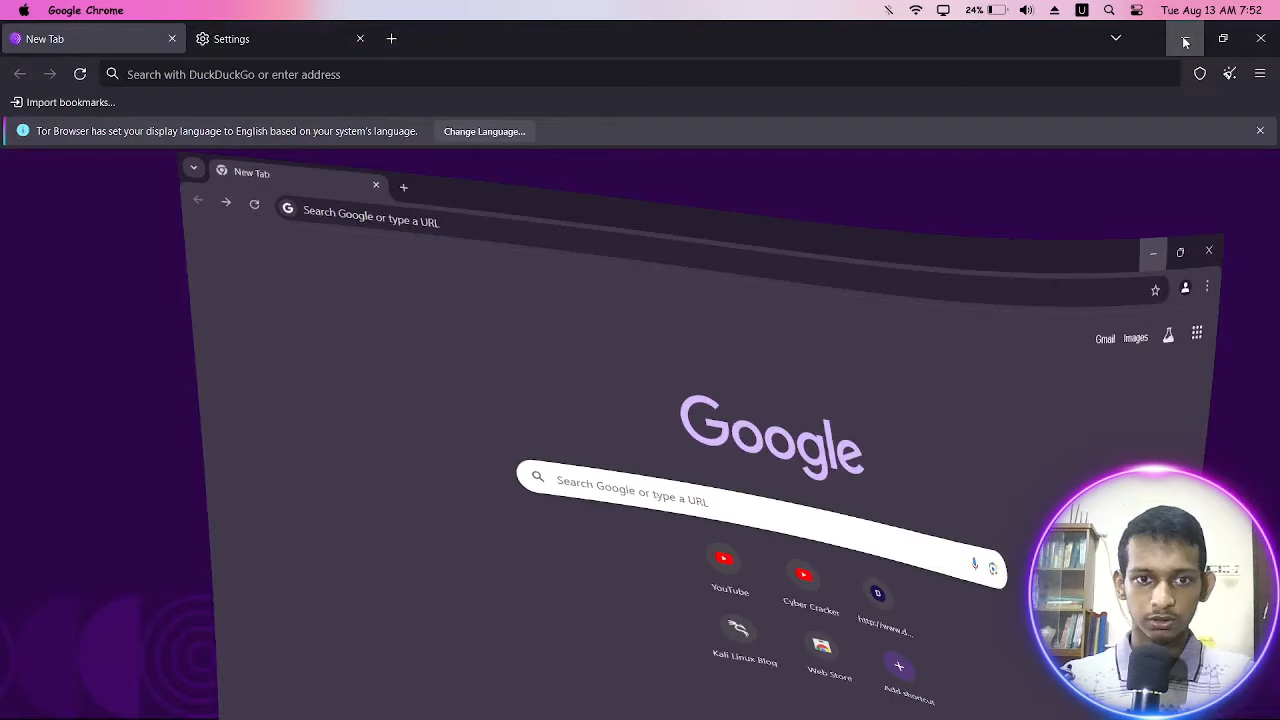 Google Chrome
24%
U
Tue Aug 13 AM 7:52
New Tab
Settings
Search with DuckDuckGo or enter address
Import bookmarks...
Tor Browser has set your display language to English based on your system's language.
Change Language...
New Tab
Search Google or type a URL
Gmail
Images
Google
Search Google or type a URL
YouTube
Cyber Cracker
D
http://www.d...
Kali Linux Blog
Web Store
Add shortcut